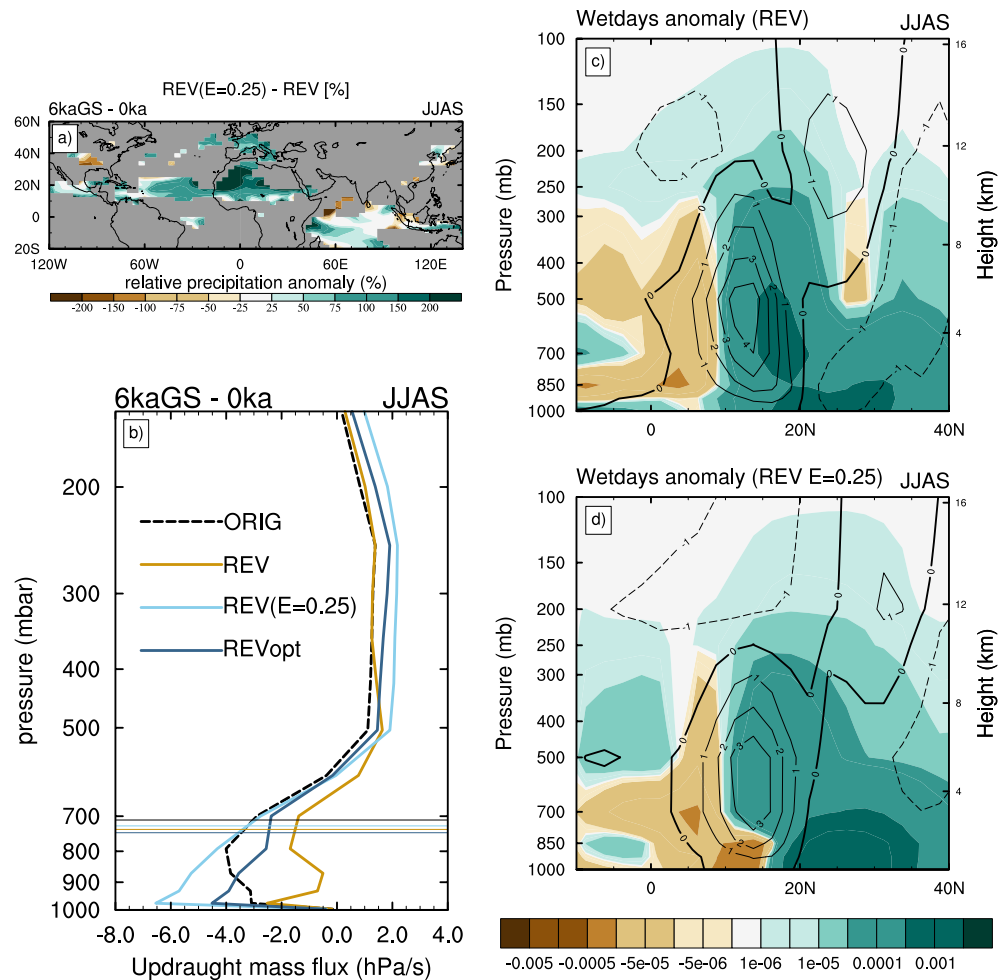 REV(E=0.25) - REV [%]
6kaGS - 0ka JJAS
a)
60N
40N
20N
0
20S
120W 60W 0 60E 120E
relative precipitation anomaly (%)
-200 -150 -100 -75 -50 -25 25 50 75 100 150 200
6kaGS - 0ka JJAS
b)
200
300
400
500
700
800
900
1000
pressure (mbar)
ORIG
REV
REV(E=0.25)
REVopt
-8.0 -6.0 -4.0 -2.0 0.0 2.0 4.0
Updraught mass flux (hPa/s)
Wetdays anomaly (REV) JJAS
c)
100
200
250
300
400
500
700
850
1000
Pressure (mb)
16
12
8
4
Height (km)
0 20N 40N
Wetdays anomaly (REV E=0.25) JJAS
d)
100
200
250
300
400
500
700
850
1000
Pressure (mb)
16
12
8
4
Height (km)
0 20N 40N
-0.005 -0.0005 -5e-05 -5e-06 1e-06 1e-05 0.0001 0.001